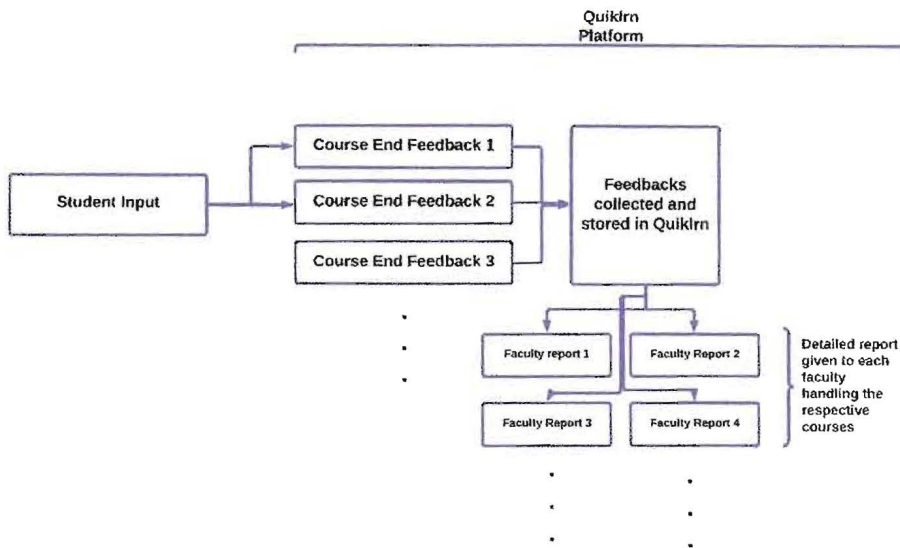 Quiklrn
Platform
Course End Feedback 1
Student Input
Course End Feedback 2
Course End Feedback 3
Feedbacks
collected and
stored in Quiklrn
Faculty report 1
Faculty Report 2
Faculty Report 3
Faculty Report 4
Detailed report
given to each
faculty
handling the
respective
courses